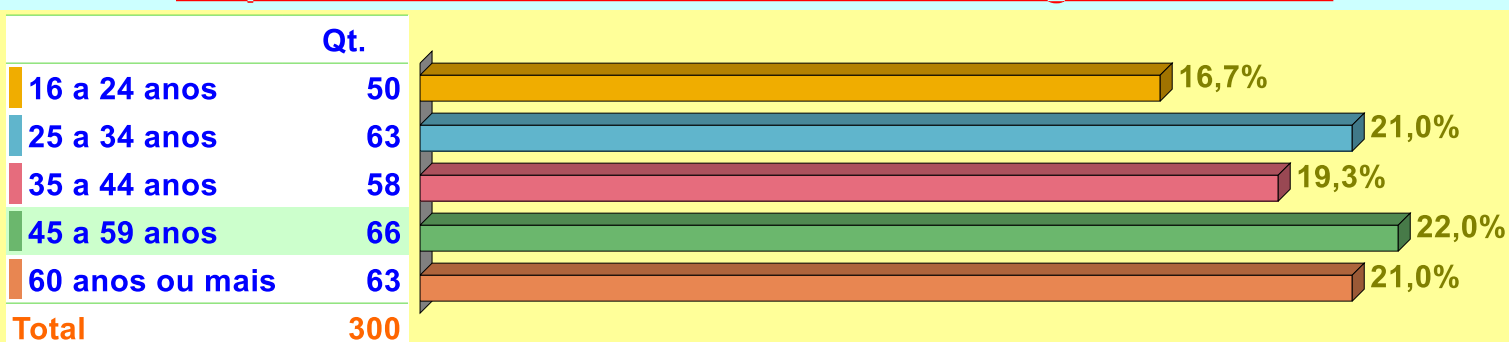 Qt.
16 a 24 anos 50 16,7%
25 a 34 anos 63 21,0%
35 a 44 anos 58 19,3%
45 a 59 anos 66 22,0%
60 anos ou mais 63 21,0%
Total 300